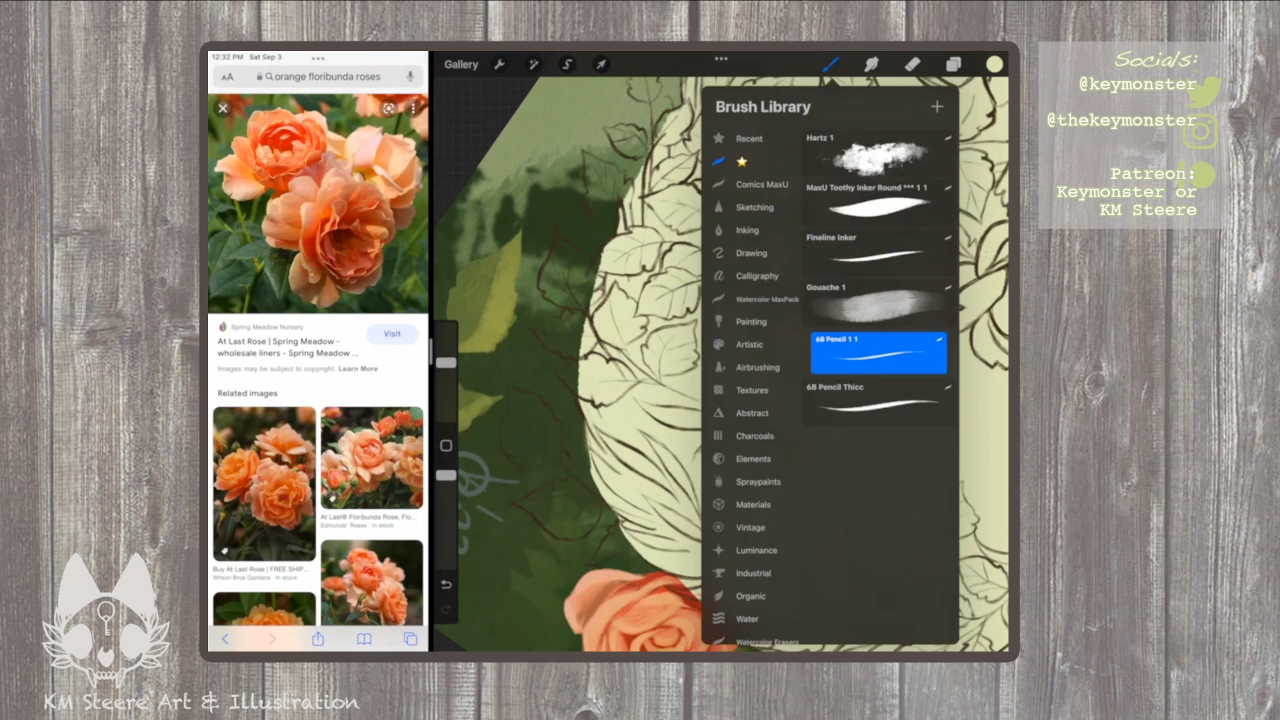 12:32 PM Sat Sep 3
AA orange floribunda roses
Spring Meadow Nursery
At Last Rose | Spring Meadow -
wholesale liners - Spring Meadow ...
Visit
Images may be subject to copyright. Learn More
Related images
At Last® Floribunda Rose, Flo...
Edmunds' Roses · In stock
Buy At Last Rose | FREE SHIP...
Wilson Bros Gardens · In stock
Gallery
Brush Library
Recent
Comics MaxU
Sketching
Inking
Drawing
Calligraphy
Watercolor MaxPack
Painting
Artistic
Airbrushing
Textures
Abstract
Charcoals
Elements
Spraypaints
Materials
Vintage
Luminance
Industrial
Organic
Water
Watercolor Erasers
Hartz 1
MaxU Toothy Inker Round *** 1 1
Fineline Inker
Gouache 1
6B Pencil 1 1
6B Pencil Thicc
Socials:
@keymonster
@thekeymonster
Patreon:
Keymonster or
KM Steere
KM Steere Art & Illustration